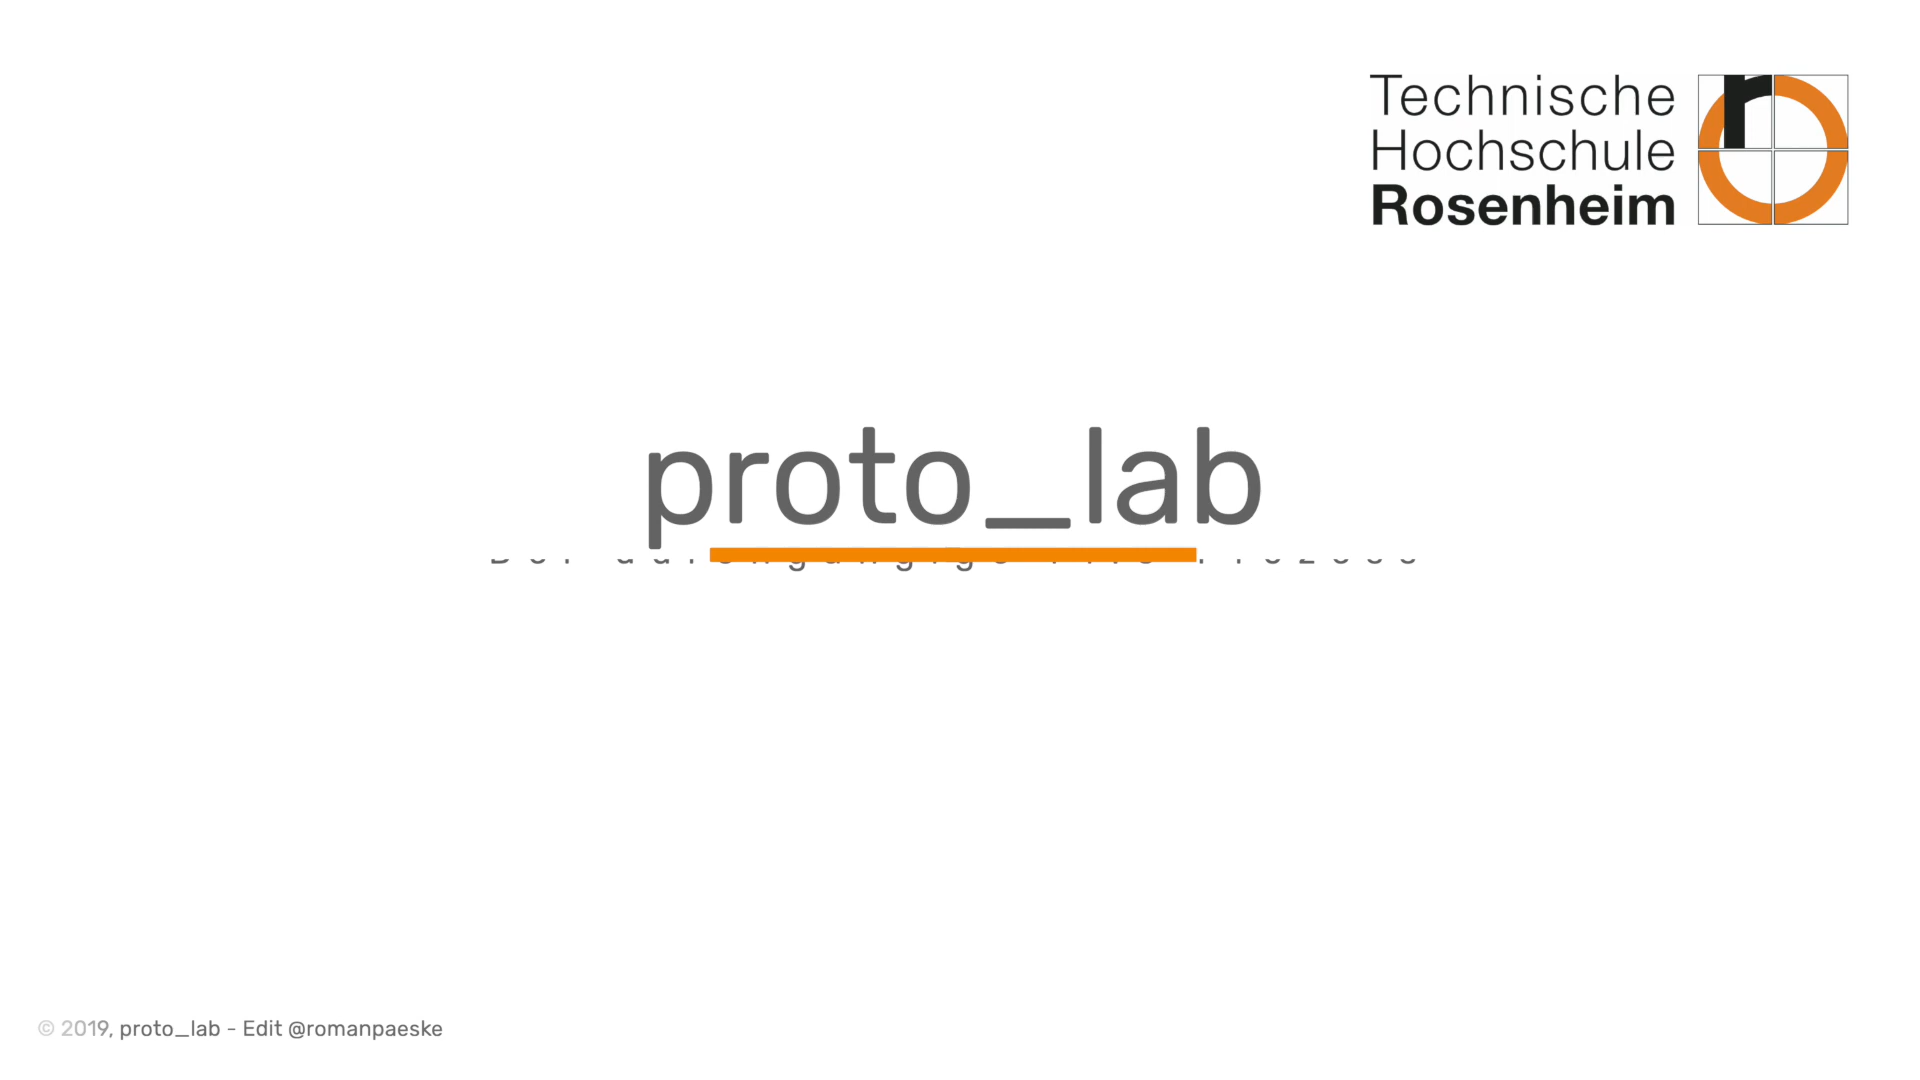 Technische
Hochschule
Rosenheim
proto_lab
© 2019, proto_lab - Edit @romanpaeske